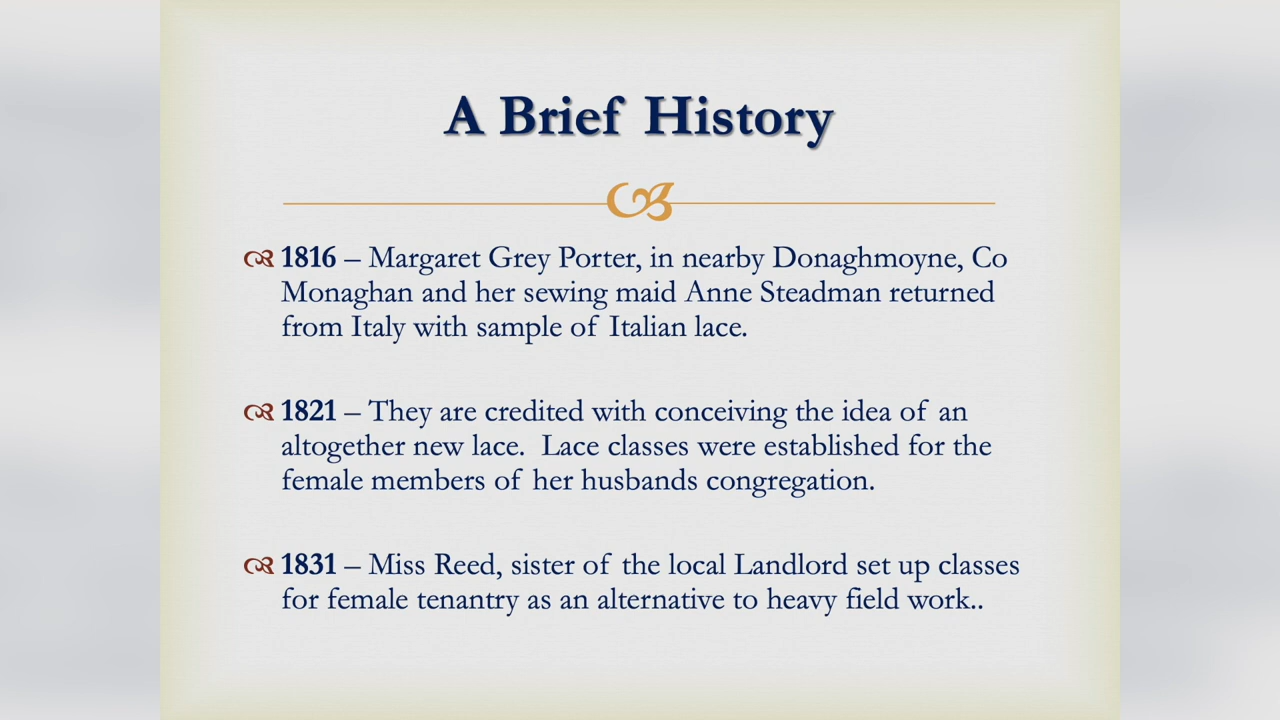 A Brief History
1816 – Margaret Grey Porter, in nearby Donaghmoyne, Co
Monaghan and her sewing maid Anne Steadman returned
from Italy with sample of Italian lace.
1821 – They are credited with conceiving the idea of an
altogether new lace.  Lace classes were established for the
female members of her husbands congregation.
1831 – Miss Reed, sister of the local Landlord set up classes
for female tenantry as an alternative to heavy field work..